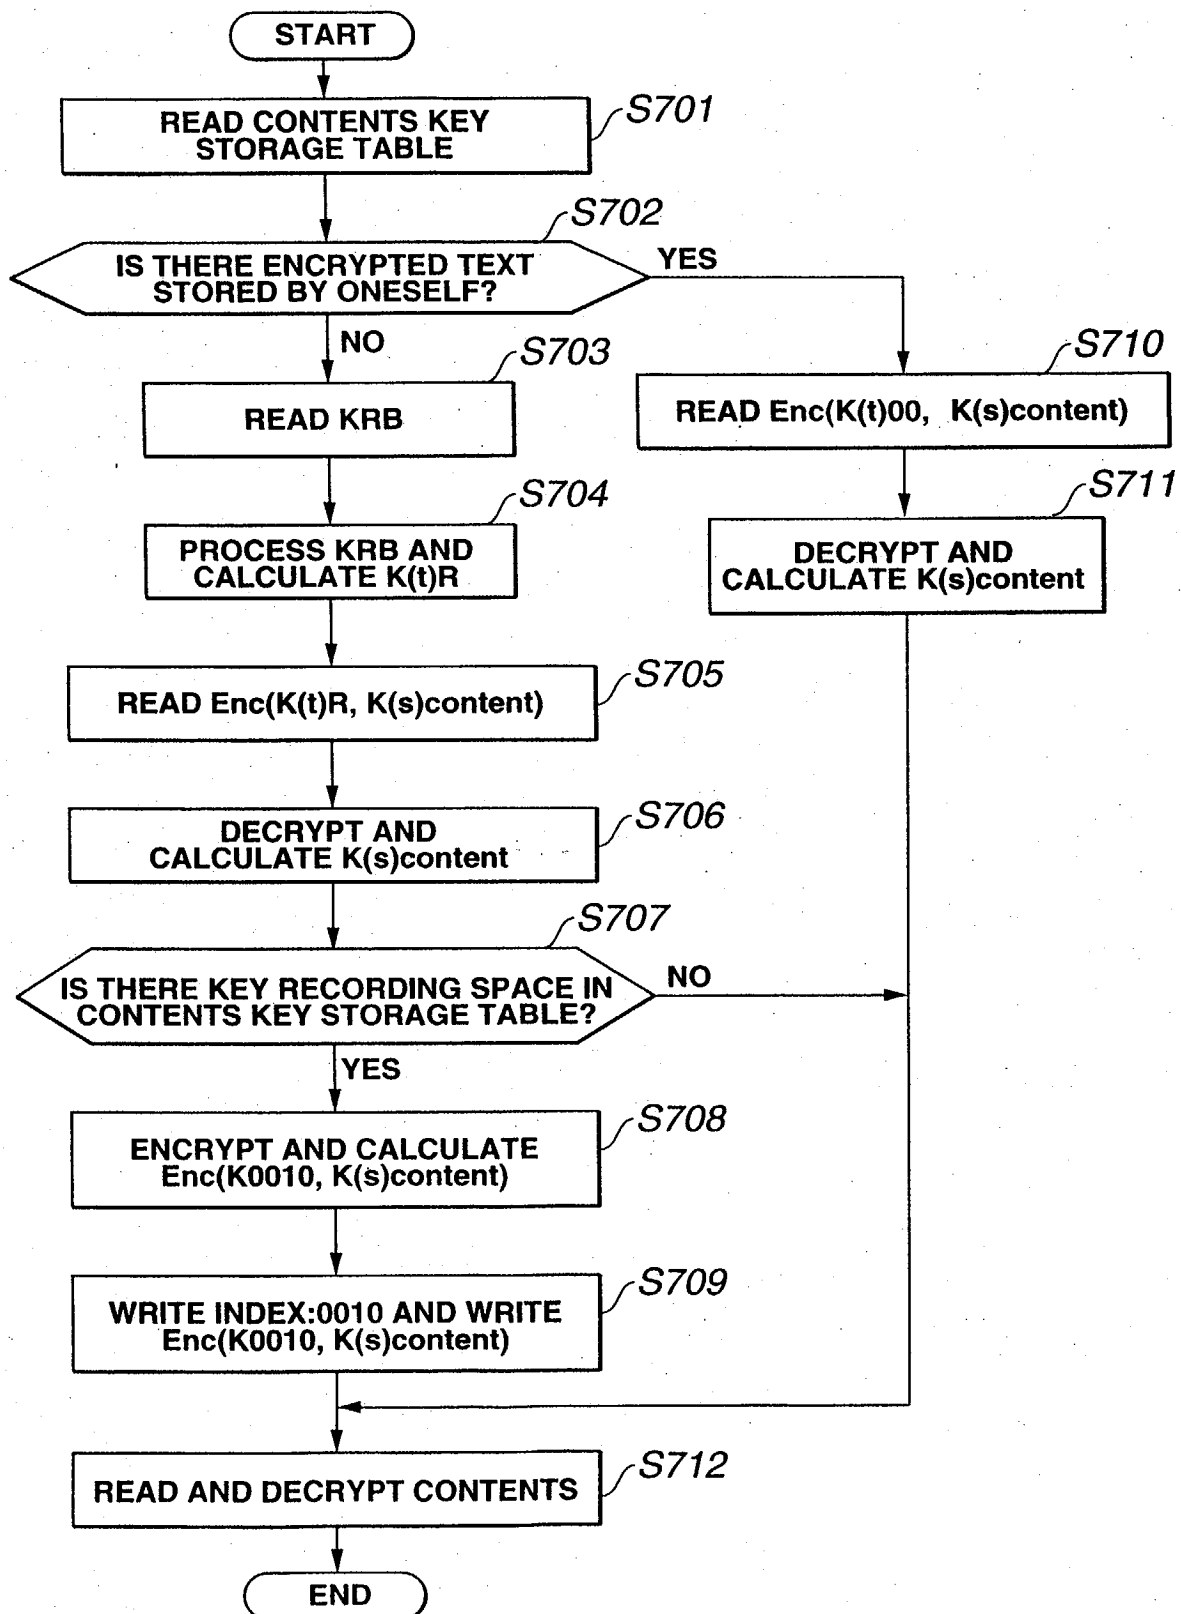 START
READ CONTENTS KEY
STORAGE TABLE
S701
IS THERE ENCRYPTED TEXT
STORED BY ONESELF?
S702
YES
NO
READ KRB
S703
PROCESS KRB AND
CALCULATE K(t)R
S704
READ Enc(K(t)R, K(s)content)
S705
DECRYPT AND
CALCULATE K(s)content
S706
IS THERE KEY RECORDING SPACE IN
CONTENTS KEY STORAGE TABLE?
S707
NO
YES
ENCRYPT AND CALCULATE
Enc(K0010, K(s)content)
S708
WRITE INDEX:0010 AND WRITE
Enc(K0010, K(s)content)
S709
READ Enc(K(t)00, K(s)content)
S710
DECRYPT AND
CALCULATE K(s)content
S711
READ AND DECRYPT CONTENTS
S712
END